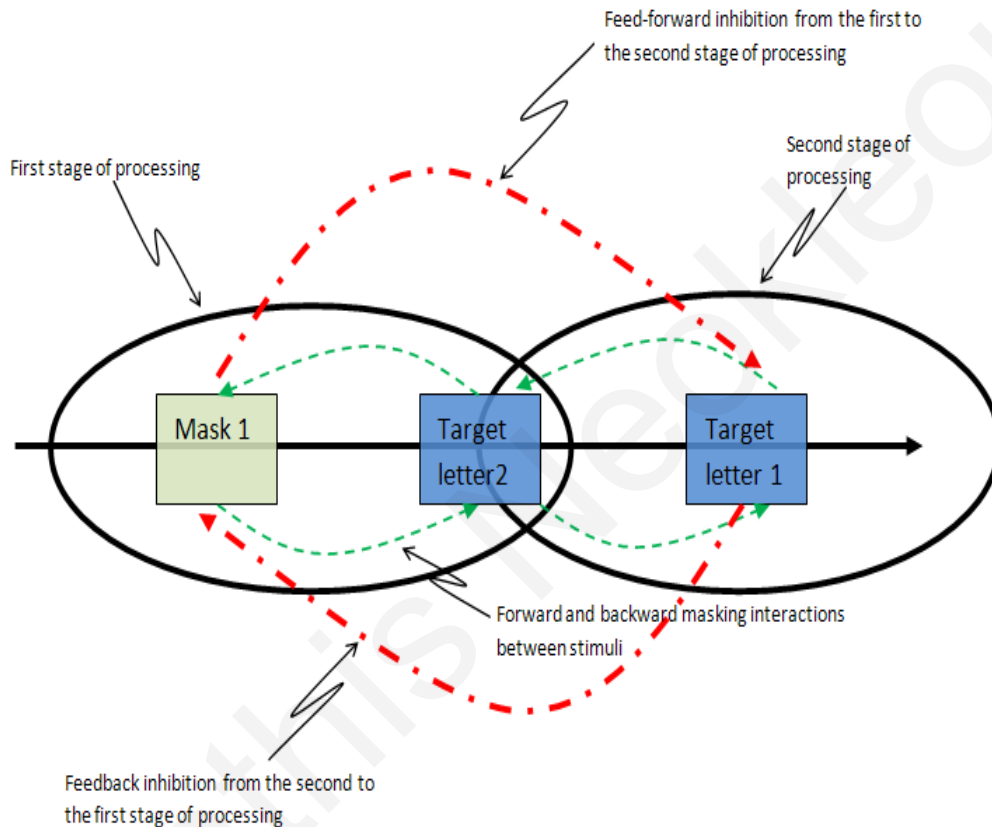 Feed-forward inhibition from the first to
the second stage of processing
First stage of processing
Second stage of
processing
Mask 1
Target
letter2
Target
letter 1
Forward and backward masking interactions
between stimuli
Feedback inhibition from the second to
the first stage of processing